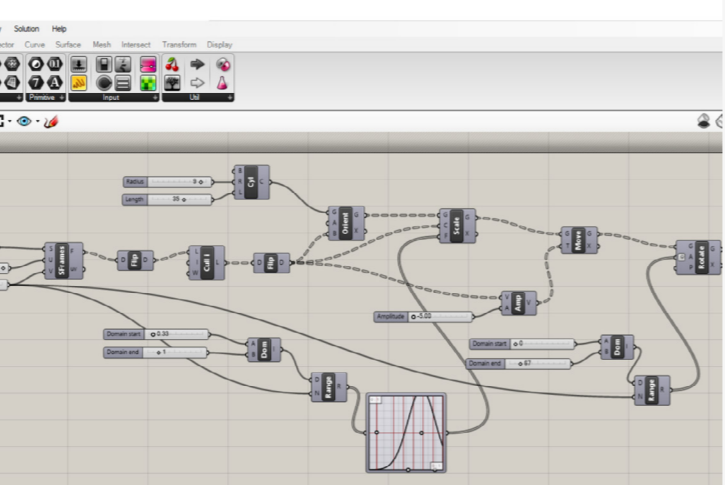 Solution Help
ctor Curve Surface Mesh Intersect Transform Display
Primitive Input Util
Radius 9
Length 35
B
R
L
Cyl
C
G
A
B
Orient
G
X
G
C
F
Scale
G
X
G
T
Move
G
X
G
A
P
Rotate
G
X
S
U
V
SFrames
F
D
Flip
D
L
I
W
Cull i
L
D
Flip
D
Amplitude -5.00
V
A
Amp
V
Domain start 0.30
Domain end 1
A
B
Dom
I
Domain start 0
Domain end 67
A
B
Dom
I
D
N
Range
R
D
N
Range
R